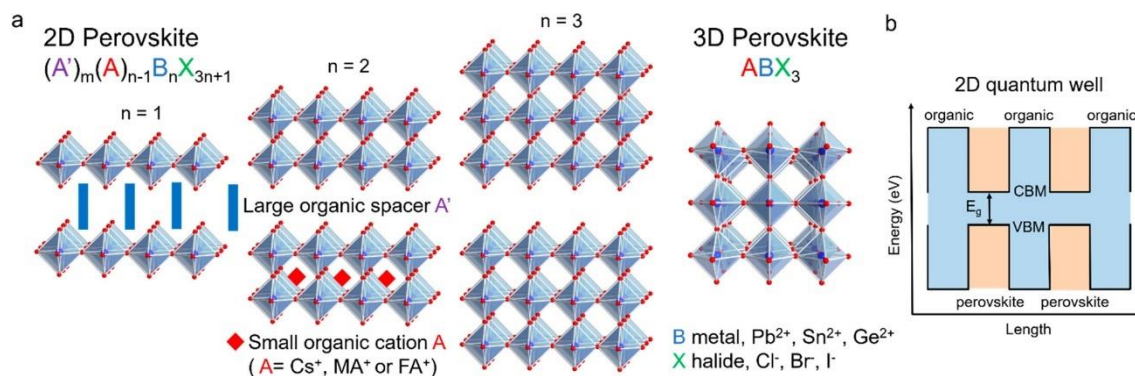 a
2D Perovskite
(A’)ₘ(A)ₙ₋₁BₙX₃ₙ₊₁
n = 1
n = 2
n = 3
Large organic spacer A’
Small organic cation A
( A= Cs⁺, MA⁺ or FA⁺)
3D Perovskite
ABX₃
B metal, Pb²⁺, Sn²⁺, Ge²⁺
X halide, Cl⁻, Br⁻, I⁻
b
2D quantum well
organic organic organic
CBM
E_g
VBM
Energy (eV)
perovskite perovskite
Length